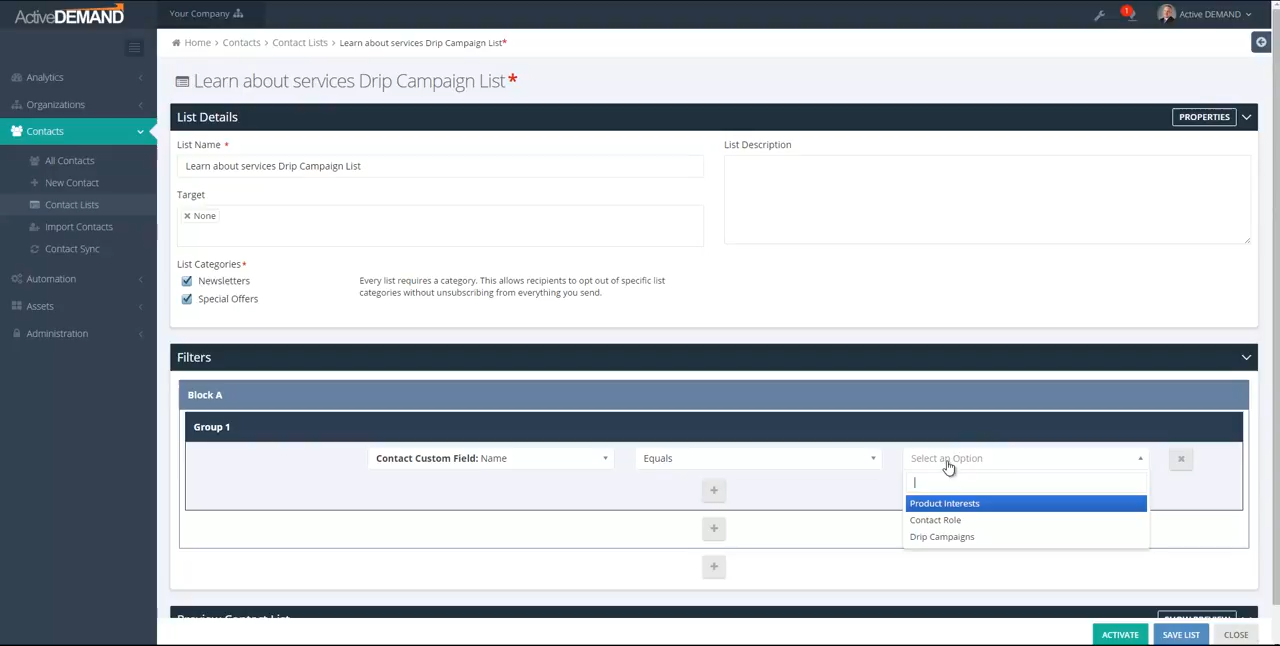 ActiveDEMAND
Your Company
1
Active DEMAND
Home > Contacts > Contact Lists > Learn about services Drip Campaign List*
Learn about services Drip Campaign List*
Analytics
Organizations
Contacts
All Contacts
New Contact
Contact Lists
Import Contacts
Contact Sync
Automation
Assets
Administration
List Details
PROPERTIES
List Name *
Learn about services Drip Campaign List
List Description
Target
× None
List Categories*
Newsletters
Special Offers
Every list requires a category. This allows recipients to opt out of specific list
categories without unsubscribing from everything you send.
Filters
Block A
Group 1
Contact Custom Field: Name
Equals
Select an Option
Product Interests
Contact Role
Drip Campaigns
Preview Contact List
SHOW PREVIEW
ACTIVATE
SAVE LIST
CLOSE